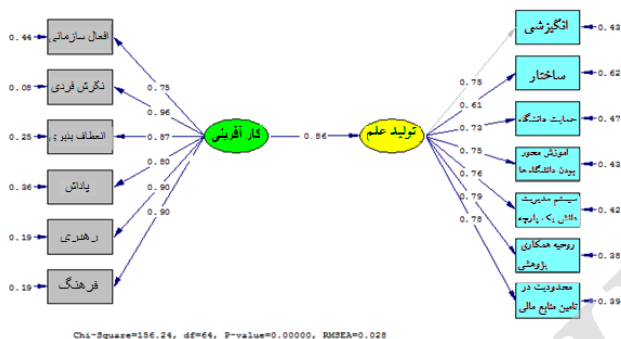 0.44
افعال سازمانی
0.75
0.08
نگرش فردی
0.96
0.25
انعطاف پذیری
0.87
0.36
پاداش
0.80
0.19
رهبری
0.90
0.19
فرهنگ
0.90
کارآفرینی
0.86
تولید علم
انگیزشی
0.43
0.75
ساختار
0.62
0.61
حمایت دانشگاه
0.47
0.73
آموزش محور
بودن دانشگاه ها
0.43
0.75
سیستم مدیریت
دانش یک پارچه
0.42
0.76
روحیه همکاری
پژوهشی
0.38
0.79
محدودیت در
تامین منابع مالی
0.39
0.78
Chi-Square=156.24, df=64, P-value=0.00000, RMSEA=0.028